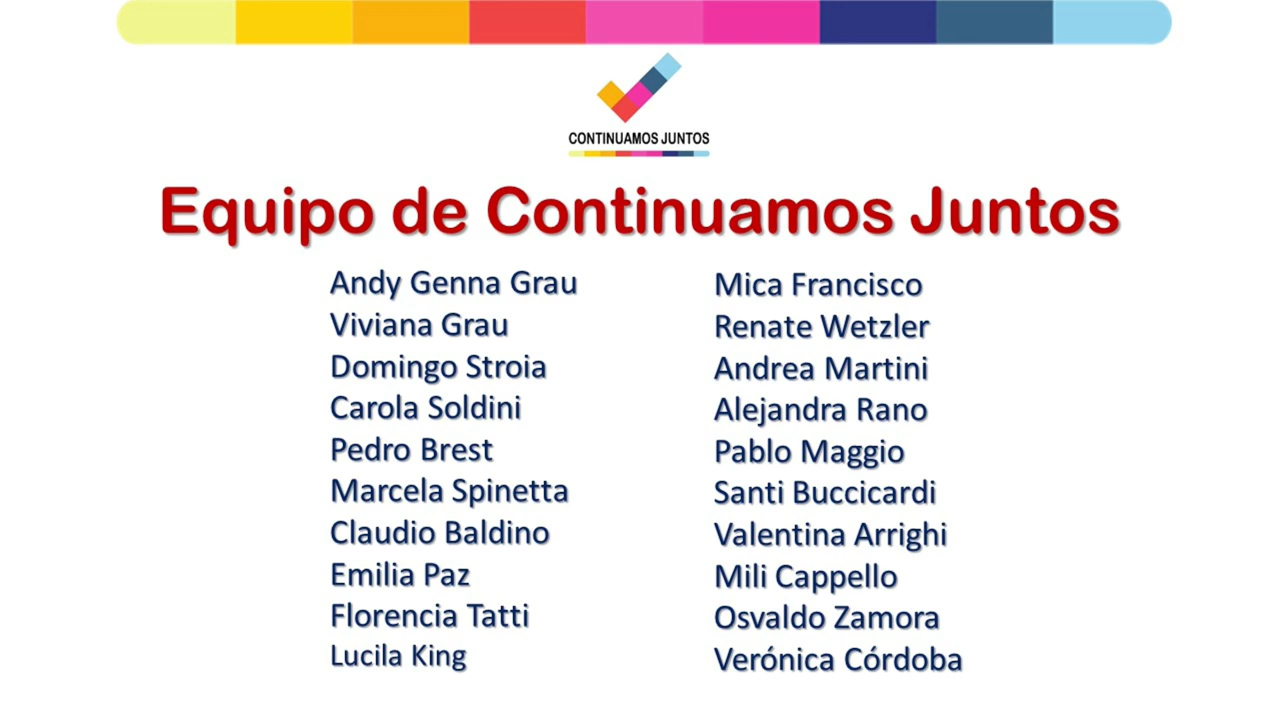 CONTINUAMOS JUNTOS
Equipo de Continuamos Juntos
Andy Genna Grau
Viviana Grau
Domingo Stroia
Carola Soldini
Pedro Brest
Marcela Spinetta
Claudio Baldino
Emilia Paz
Florencia Tatti
Lucila King
Mica Francisco
Renate Wetzler
Andrea Martini
Alejandra Rano
Pablo Maggio
Santi Buccicardi
Valentina Arrighi
Mili Cappello
Osvaldo Zamora
Verónica Córdoba